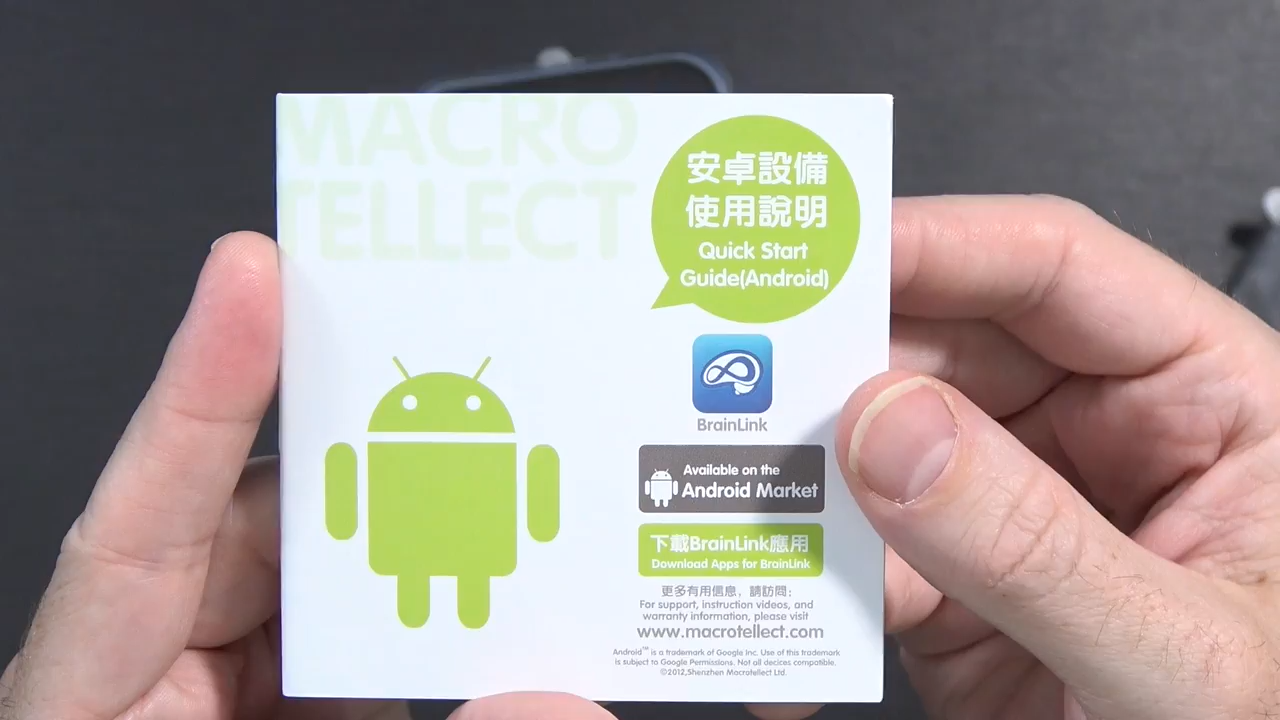 MACRO
TELLECT
安卓設備
使用說明
Quick Start
Guide(Android)
BrainLink
Available on the
Android Market
下載BrainLink應用
Download Apps for BrainLink
更多有用信息，請訪問：
For support, instruction videos, and
warranty information, please visit
www.macrotellect.com
Android™ is a trademark of Google Inc. Use of this trademark
is subject to Google Permissions. Not all decices compatible.
©2012,Shenzhen Macrotellect Ltd.